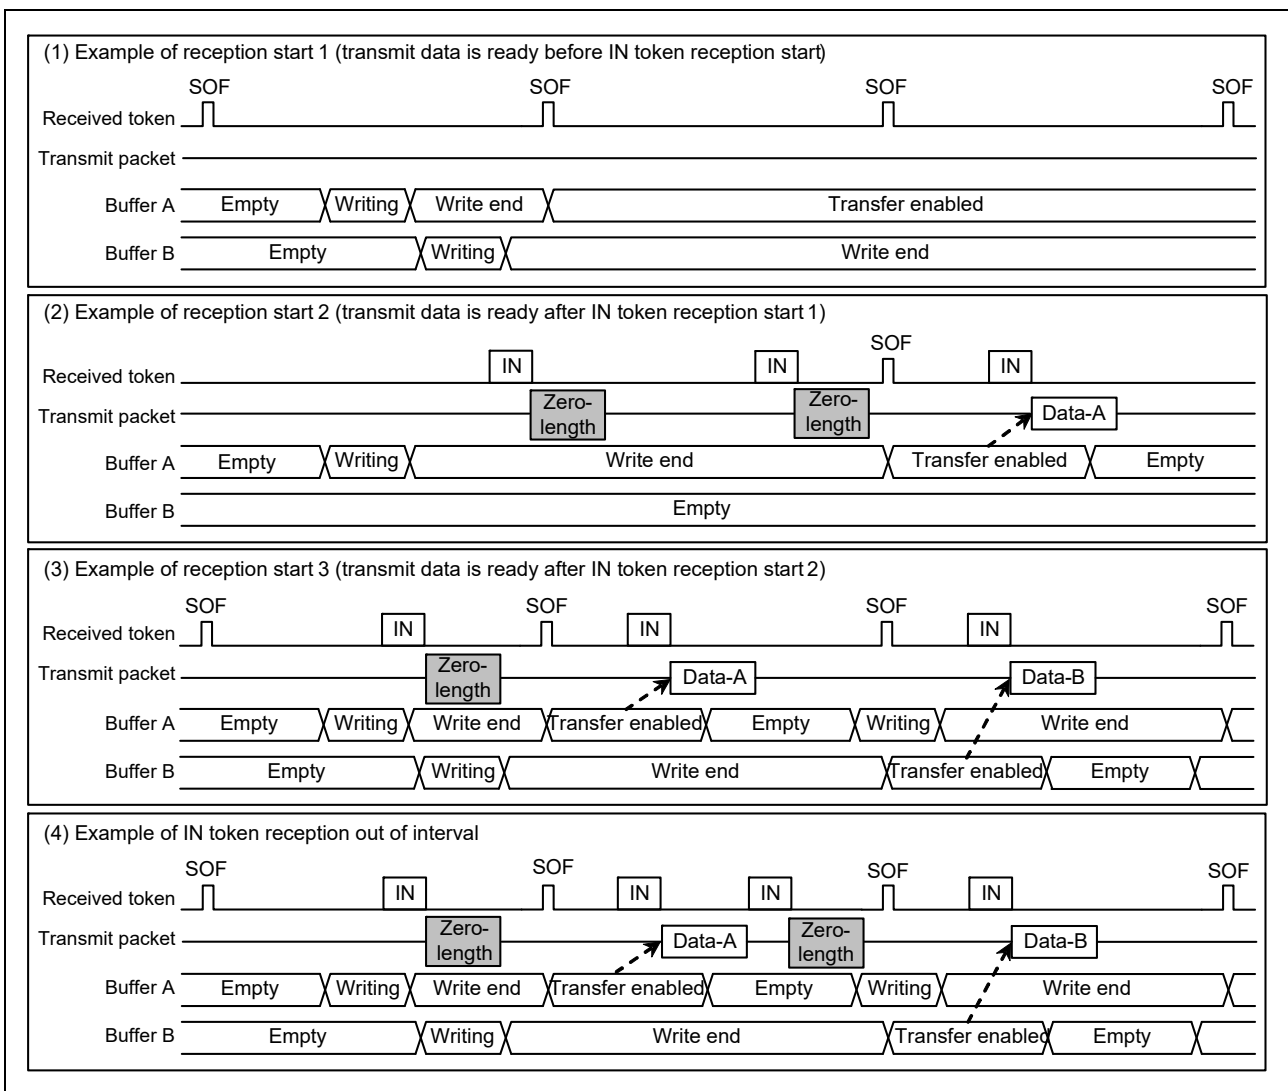 (1) Example of reception start 1 (transmit data is ready before IN token reception start)
SOF SOF SOF SOF
Received token
Transmit packet
Buffer A Empty Writing Write end Transfer enabled
Buffer B Empty Writing Write end
(2) Example of reception start 2 (transmit data is ready after IN token reception start 1)
SOF
Received token IN IN IN
Transmit packet Zero-length Zero-length Data-A
Buffer A Empty Writing Write end Transfer enabled Empty
Buffer B Empty
(3) Example of reception start 3 (transmit data is ready after IN token reception start 2)
SOF SOF SOF SOF
Received token IN IN IN
Transmit packet Zero-length Data-A Data-B
Buffer A Empty Writing Write end Transfer enabled Empty Writing Write end
Buffer B Empty Writing Write end Transfer enabled Empty
(4) Example of IN token reception out of interval
SOF SOF SOF SOF
Received token IN IN IN IN
Transmit packet Zero-length Data-A Zero-length Data-B
Buffer A Empty Writing Write end Transfer enabled Empty Writing Write end
Buffer B Empty Writing Write end Transfer enabled Empty